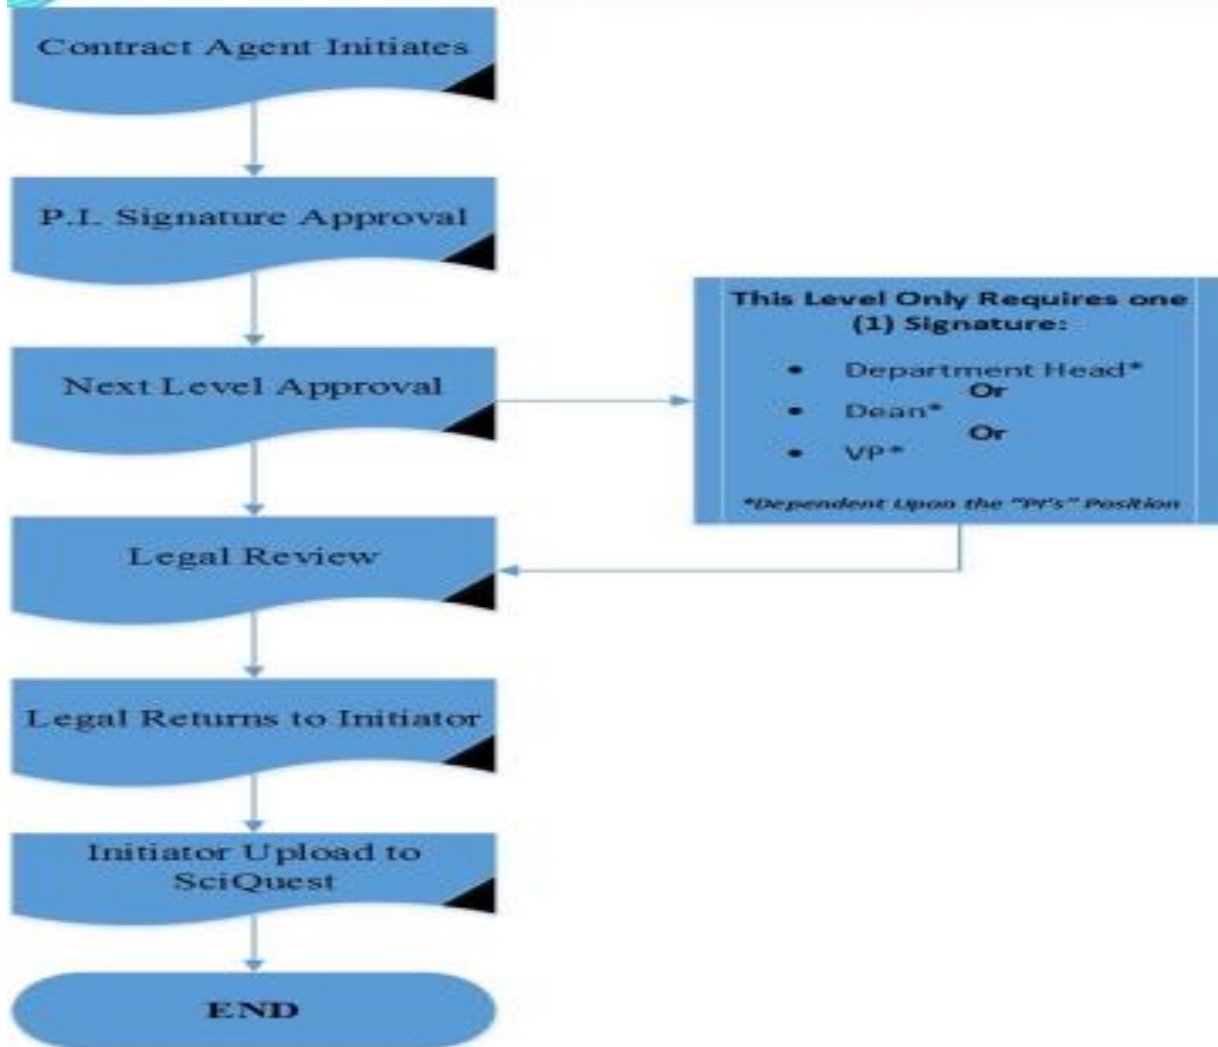 Contract Agent Initiates
P.I. Signature Approval
Next Level Approval
This Level Only Requires one
(1) Signature:
• Department Head*
Or
• Dean*
Or
• VP*
*Dependent Upon the "PI's" Position
Legal Review
Legal Returns to Initiator
Initiator Upload to
SciQuest
END